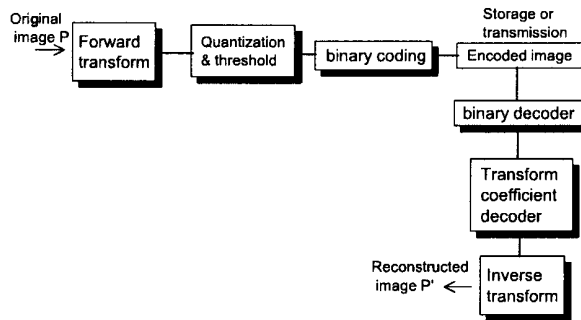 Original
image P
Forward
transform
Quantization
& threshold
binary coding
Storage or
transmission
Encoded image
binary decoder
Transform
coefficient
decoder
Inverse
transform
Reconstructed
image P'